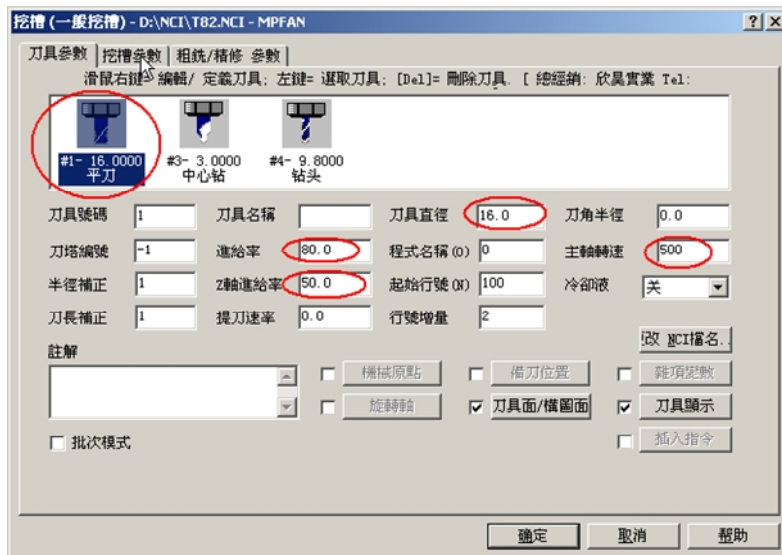 挖槽 (一般挖槽) - D:\NCI\T82.NCI - MPFAN
刀具參數 挖槽參數 粗銑/精修 參數
滑鼠右鍵= 編輯/ 定義刀具; 左鍵= 選取刀具; [Del]= 刪除刀具. [ 總經銷: 欣昊實業 Tel:
#1- 16.0000 #3- 3.0000 #4- 9.8000
平刀 中心钻 钻头
刀具號碼 1 刀具名稱 刀具直徑 16.0 刀角半徑 0.0
刀塔編號 -1 進給率 80.0 程式名稱(O) 0 主軸轉速 500
半徑補正 1 Z軸進給率 50.0 起始行號(N) 100 冷卻液 关
刀長補正 1 提刀速率 0.0 行號增量 2
改 NCI檔名..
註解
機械原點 備刀位置 雜項變數
旋轉軸 刀具面/構圖面 刀具顯示
批次模式 插入指令
確定 取消 幫助